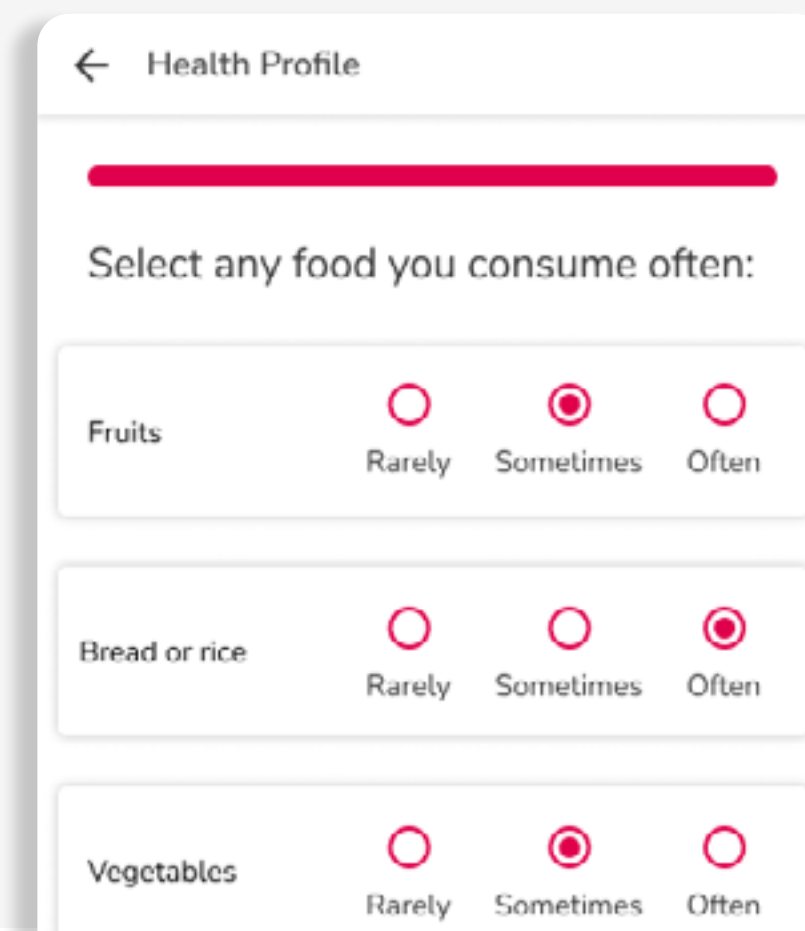 Health Profile
Select any food you consume often:
Fruits
Rarely Sometimes Often
Bread or rice
Rarely Sometimes Often
Vegetables
Rarely Sometimes Often